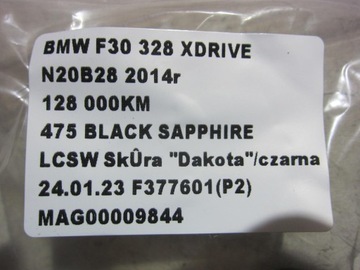 BMW F30 328 XDRIVE
N20B28 2014r
128 000KM
475 BLACK SAPPHIRE
LCSW SkÛra "Dakota"/czarna
24.01.23 F377601(P2)
MAG00009844